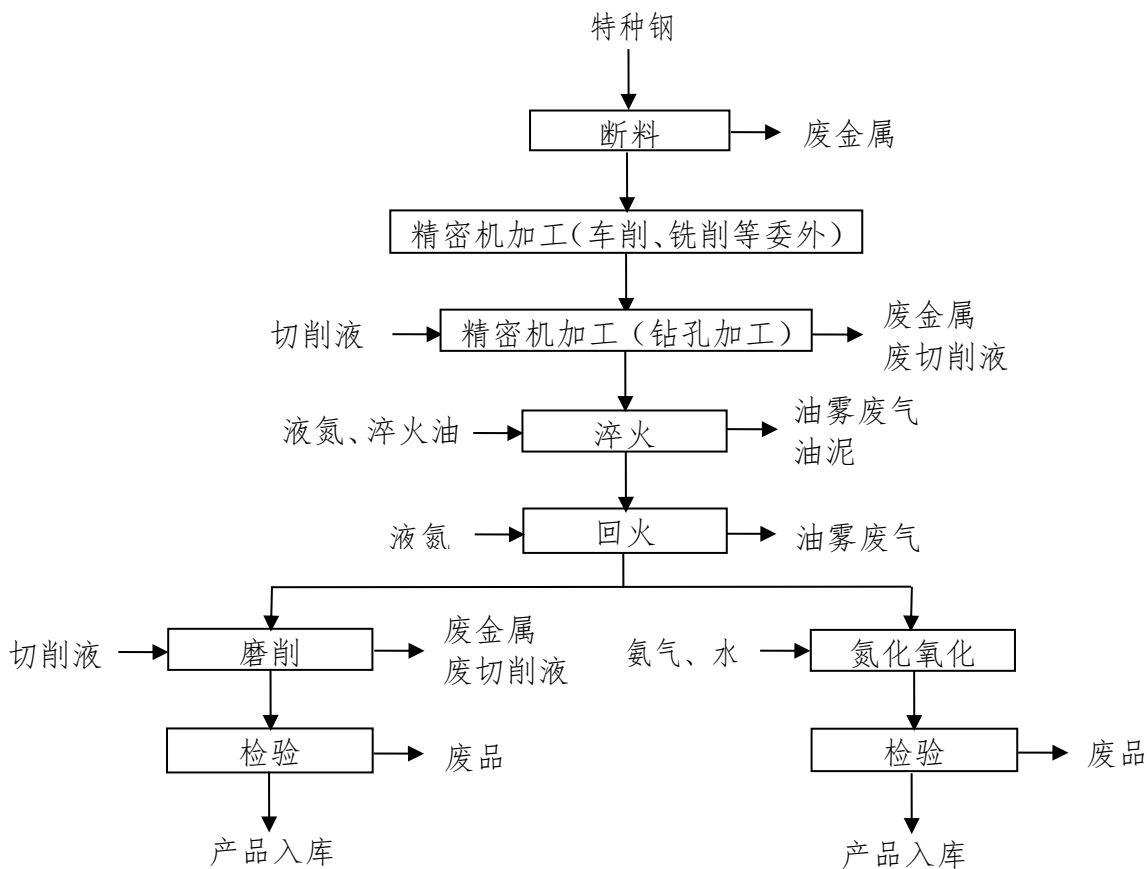 特种钢
断料
废金属
精密机加工（车削、铣削等委外）
切削液
精密机加工（钻孔加工）
废金属
废切削液
液氮、淬火油
淬火
油雾废气
油泥
液氮
回火
油雾废气
切削液
磨削
废金属
废切削液
氨气、水
氮化氧化
检验
废品
检验
废品
产品入库
产品入库